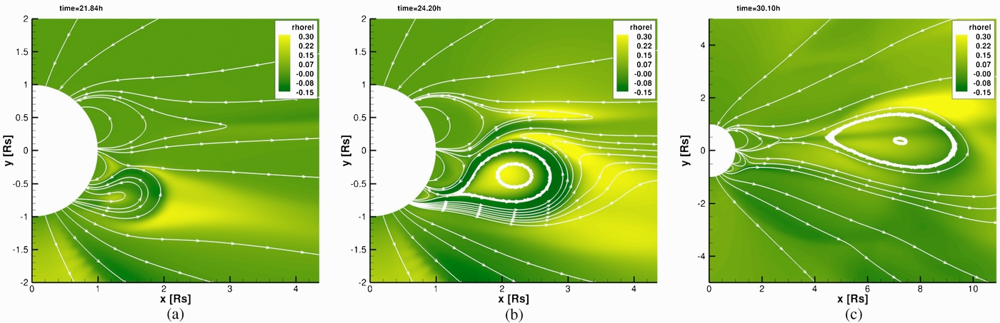 time=21.84h
rhorel
0.30
0.22
0.15
0.07
-0.00
-0.08
-0.15
y [Rs]
2
1.5
1
0.5
0
-0.5
-1
-1.5
-2
0 1 2 3 4
x [Rs]
(a)
time=24.20h
rhorel
0.30
0.22
0.15
0.07
-0.00
-0.08
-0.15
y [Rs]
2
1.5
1
0.5
0
-0.5
-1
-1.5
-2
0 1 2 3 4
x [Rs]
(b)
time=30.10h
rhorel
0.30
0.22
0.15
0.07
-0.00
-0.08
-0.15
y [Rs]
4
2
0
-2
-4
0 2 4 6 8 10
x [Rs]
(c)